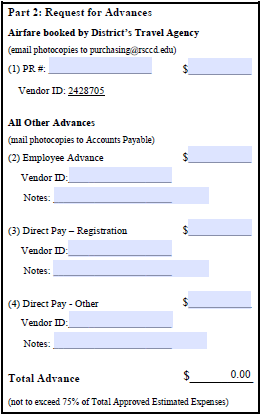 Part 2: Request for Advances
Airfare booked by District's Travel Agency
(email photocopies to purchasing@rsccd.edu)
(1) PR #: $
Vendor ID: 2428705
All Other Advances
(mail photocopies to Accounts Payable)
(2) Employee Advance $
Vendor ID:
Notes:
(3) Direct Pay – Registration $
Vendor ID:
Notes:
(4) Direct Pay - Other $
Vendor ID:
Notes:
Total Advance $ 0.00
(not to exceed 75% of Total Approved Estimated Expenses)